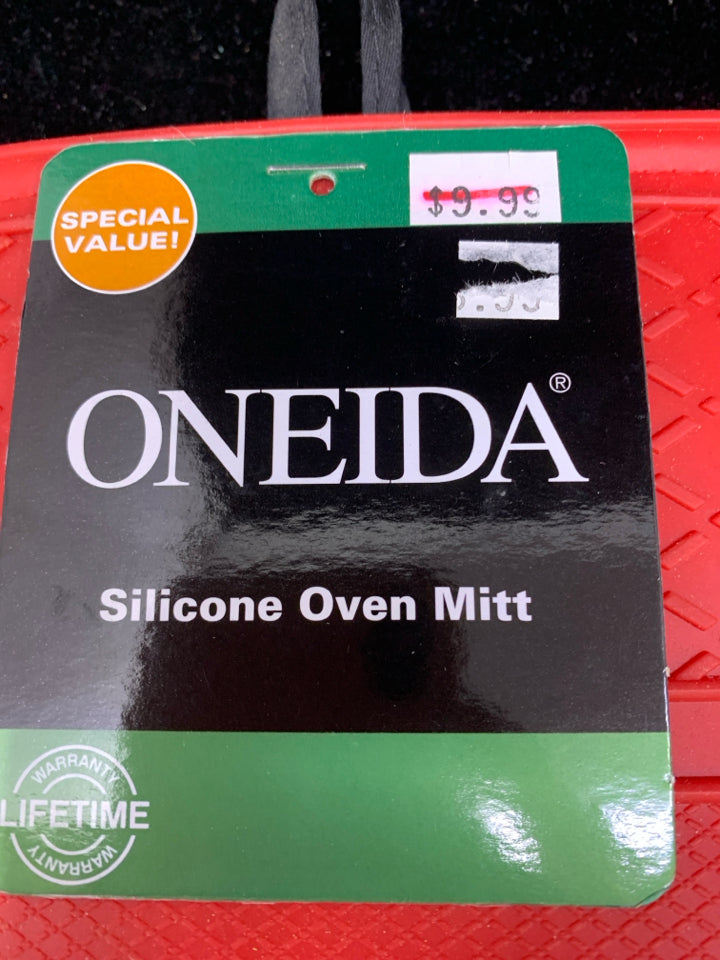 SPECIAL
VALUE!
$9.99
ONEIDA®
Silicone Oven Mitt
WARRANTY
LIFETIME
WARRANTY